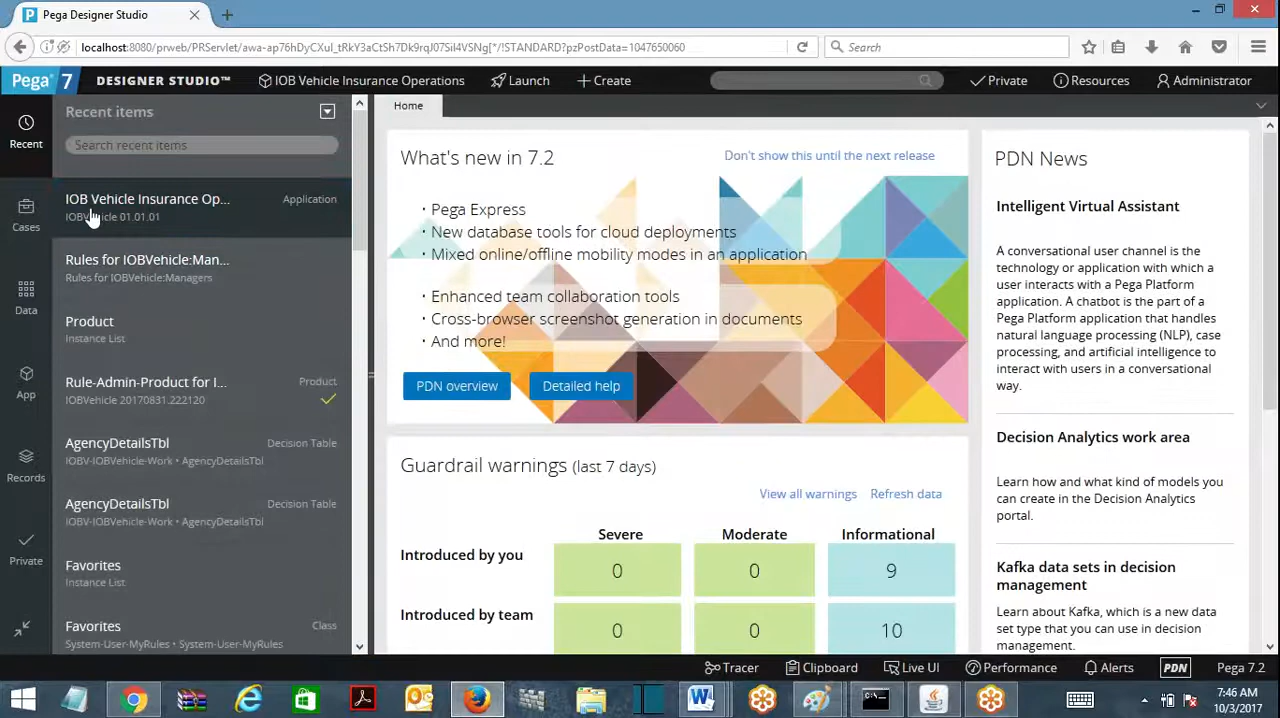 Pega Designer Studio
localhost:8080/prweb/PRServlet/awa-ap76hDyCXul_tRkY3aCtSh7Dk9rqJ07Sil4VSNg[*/!STANDARD?pzPostData=1047650060
Search
Pega 7
DESIGNER STUDIO™
IOB Vehicle Insurance Operations
Launch
Create
Private
Resources
Administrator
Recent
Cases
Data
App
Records
Private
Recent items
Search recent items
IOB Vehicle Insurance Op... Application
IOBVehicle 01.01.01
Rules for IOBVehicle:Man...
Rules for IOBVehicle:Managers
Product
Instance List
Rule-Admin-Product for I... Product
IOBVehicle 20170831.222120
AgencyDetailsTbl Decision Table
IOBV-IOBVehicle-Work • AgencyDetailsTbl
AgencyDetailsTbl Decision Table
IOBV-IOBVehicle-Work • AgencyDetailsTbl
Favorites
Instance List
Favorites Class
System-User-MyRules • System-User-MyRules
Home
What's new in 7.2
Don't show this until the next release
• Pega Express
• New database tools for cloud deployments
• Mixed online/offline mobility modes in an application
• Enhanced team collaboration tools
• Cross-browser screenshot generation in documents
• And more!
PDN overview
Detailed help
Guardrail warnings (last 7 days)
View all warnings Refresh data
Severe Moderate Informational
Introduced by you 0 0 9
Introduced by team 0 0 10
PDN News
Intelligent Virtual Assistant
A conversational user channel is the
technology or application with which a
user interacts with a Pega Platform
application. A chatbot is the part of a
Pega Platform application that handles
natural language processing (NLP), case
processing, and artificial intelligence to
interact with users in a conversational
way.
Decision Analytics work area
Learn how and what kind of models you
can create in the Decision Analytics
portal.
Kafka data sets in decision
management
Learn about Kafka, which is a new data
set type that you can use in decision
management.
Tracer Clipboard Live UI Performance Alerts PDN Pega 7.2
7:46 AM
10/3/2017